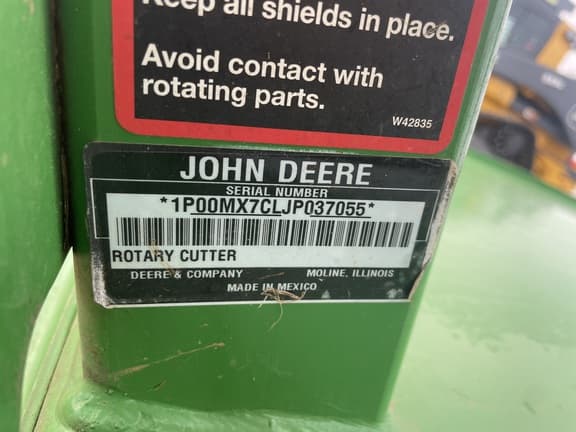 Keep all shields in place.
Avoid contact with
rotating parts.
W42835
JOHN DEERE
SERIAL NUMBER
*1P00MX7CLJP037055*
ROTARY CUTTER
DEERE & COMPANY MOLINE, ILLINOIS
MADE IN MEXICO